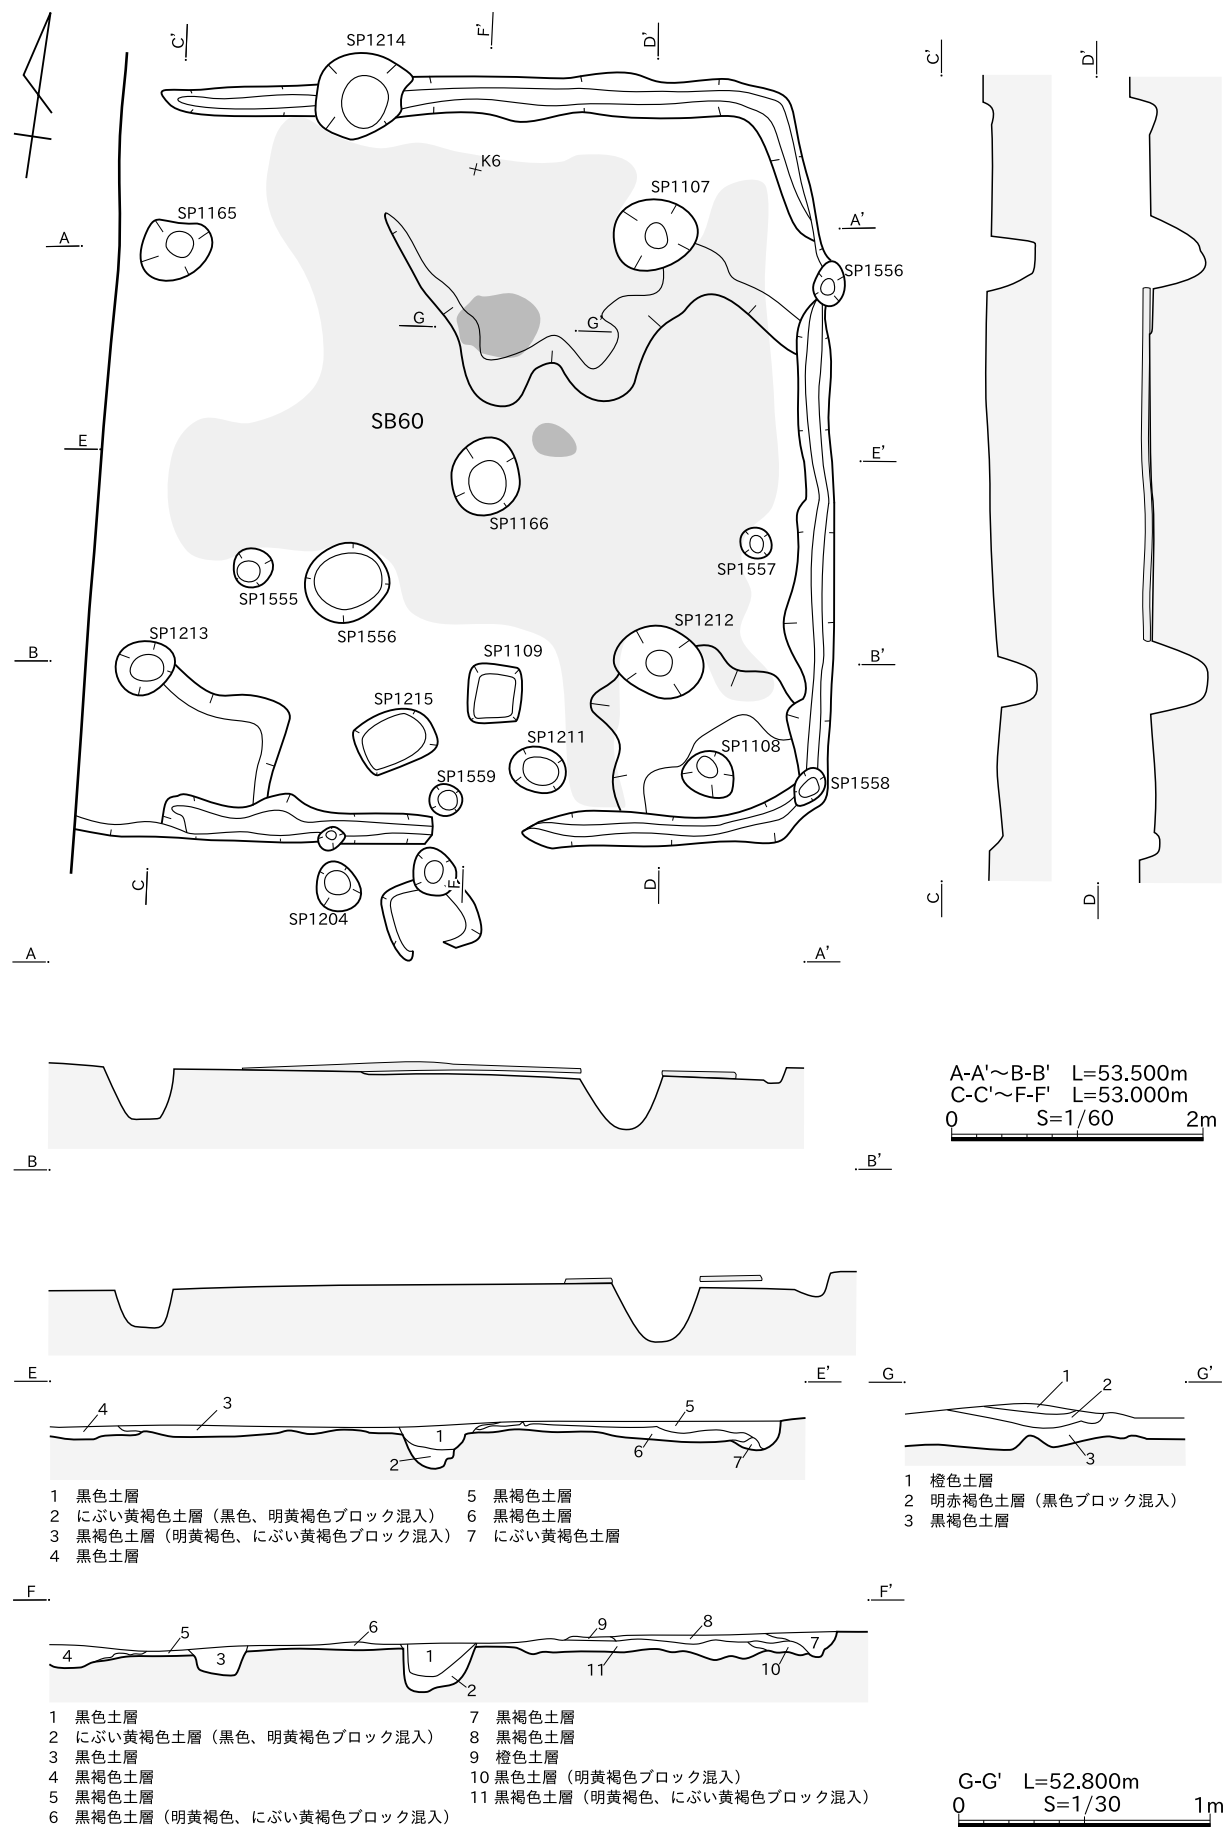 C'
SP1214
F'
D'
C'
D'
K6
SP1107
SP1165
A
A'
SP1556
G
G'
SB60
E
E'
SP1166
SP1557
SP1555
SP1556
SP1213
SP1212
B
SP1109
B'
SP1215
SP1211
SP1108
SP1559
SP1558
C
F
D
SP1204
C
D
A
A'
A-A'～B-B' L=53.500m
C-C'～F-F' L=53.000m
0 S=1/60 2m
B
B'
E
E'
G
G'
4
3
5
1
2
6
7
1
2
3
1 黒色土層
2 にぶい黄褐色土層（黒色、明黄褐色ブロック混入）
3 黒褐色土層（明黄褐色、にぶい黄褐色ブロック混入）
4 黒色土層
5 黒褐色土層
6 黒褐色土層
7 にぶい黄褐色土層
1 橙色土層
2 明赤褐色土層（黒色ブロック混入）
3 黒褐色土層
F
F'
4
5
3
6
1
2
9
8
11
10
7
1 黒色土層
2 にぶい黄褐色土層（黒色、明黄褐色ブロック混入）
3 黒色土層
4 黒褐色土層
5 黒褐色土層
6 黒褐色土層（明黄褐色、にぶい黄褐色ブロック混入）
7 黒褐色土層
8 黒褐色土層
9 橙色土層
10 黒色土層（明黄褐色ブロック混入）
11 黒褐色土層（明黄褐色、にぶい黄褐色ブロック混入）
G-G' L=52.800m
0 S=1/30 1m